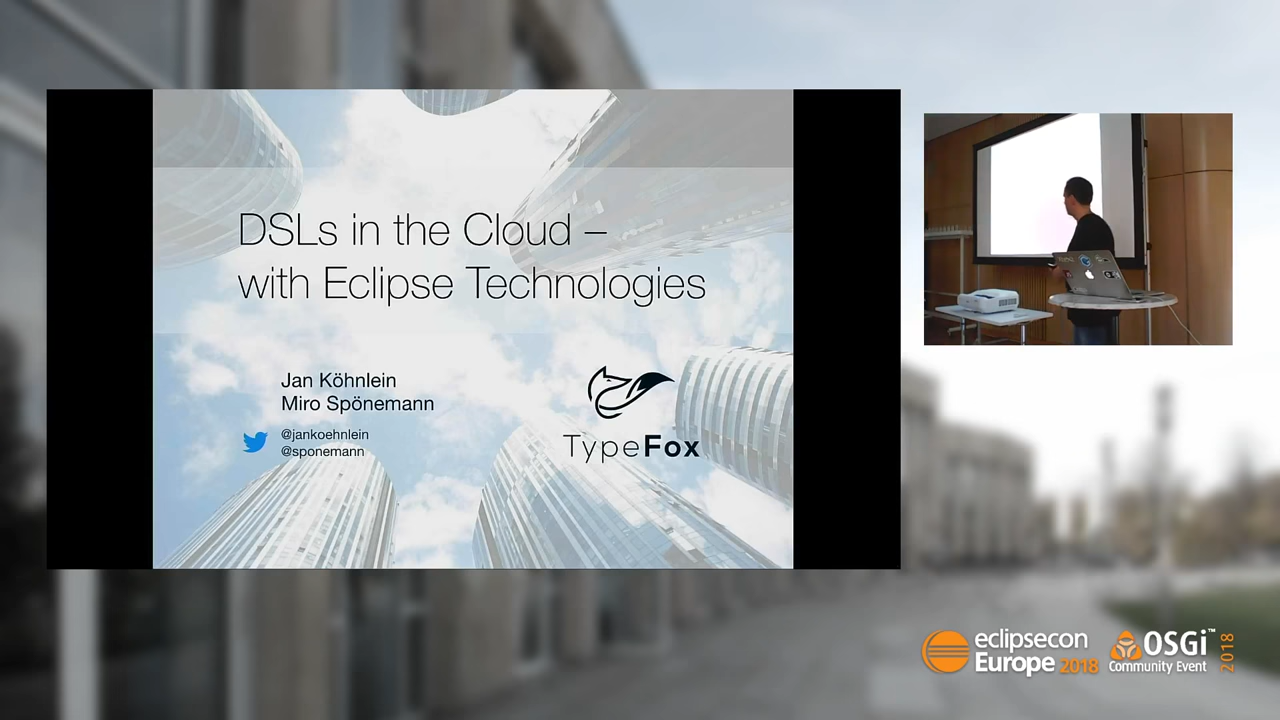 DSLs in the Cloud –
with Eclipse Technologies
Jan Köhnlein
Miro Spönemann
@jankoehnlein
@sponemann
TypeFox
eclipsecon
Europe 2018
OSGi™
Community Event
2018